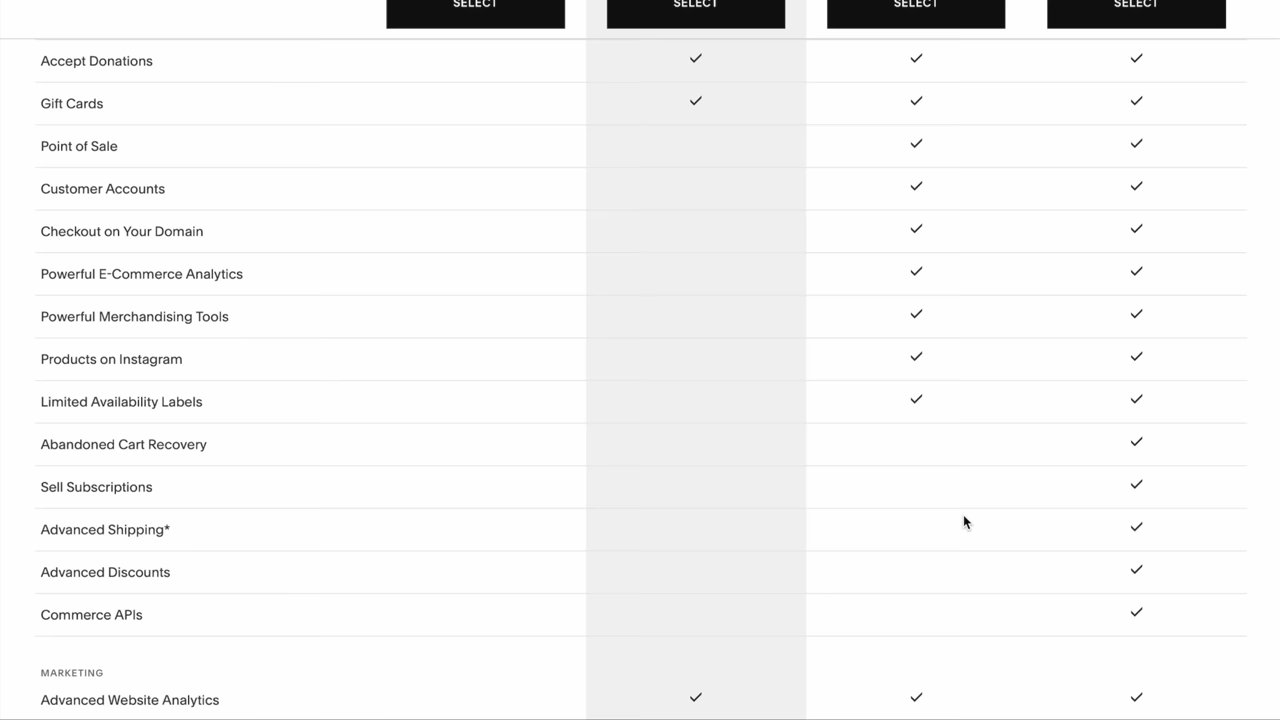 SELECT SELECT SELECT SELECT
Accept Donations
Gift Cards
Point of Sale
Customer Accounts
Checkout on Your Domain
Powerful E-Commerce Analytics
Powerful Merchandising Tools
Products on Instagram
Limited Availability Labels
Abandoned Cart Recovery
Sell Subscriptions
Advanced Shipping*
Advanced Discounts
Commerce APIs
MARKETING
Advanced Website Analytics